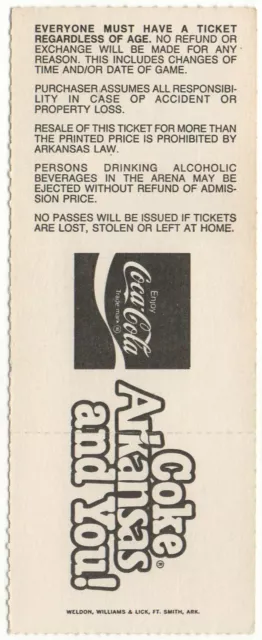 EVERYONE MUST HAVE A TICKET
REGARDLESS OF AGE. NO REFUND OR
EXCHANGE WILL BE MADE FOR ANY
REASON. THIS INCLUDES CHANGES OF
TIME AND/OR DATE OF GAME.
PURCHASER ASSUMES ALL RESPONSIBI-
LITY IN CASE OP ACCIDENT OR
PROPERTY LOSS.
RESALE OF THIS TICKET FOR MORE THAN
THE PRINTED PRICE IS PROHIBITED BY
ARKANSAS LAW.
PERSONS DRINKING ALCOHOLIC
BEVERAGES IN THE ARENA MAY BE
EJECTED WITHOUT REFUND OF ADMIS-
SION PRICE.
NO PASSES WILL BE ISSUED IF TICKETS
ARE LOST, STOLEN OR LEFT AT HOME.
Enjoy
Coca-Cola
Trade-mark ®
Coke®
Arkansas
and You!
WELDON, WILLIAMS & LICK, FT. SMITH, ARK.